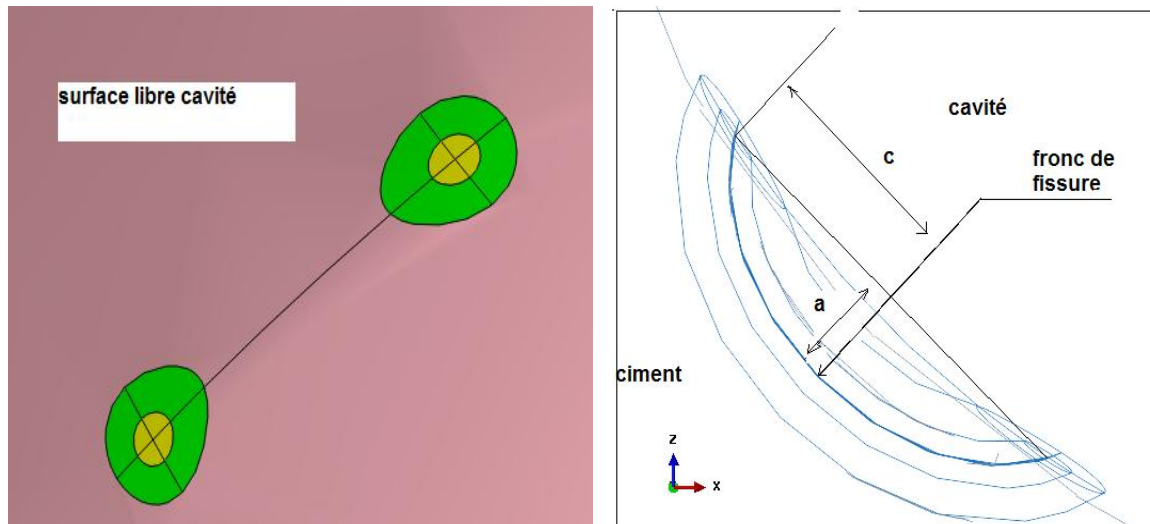 surface libre cavité
cavité
c
fronc de
fissure
a
ciment
z
x